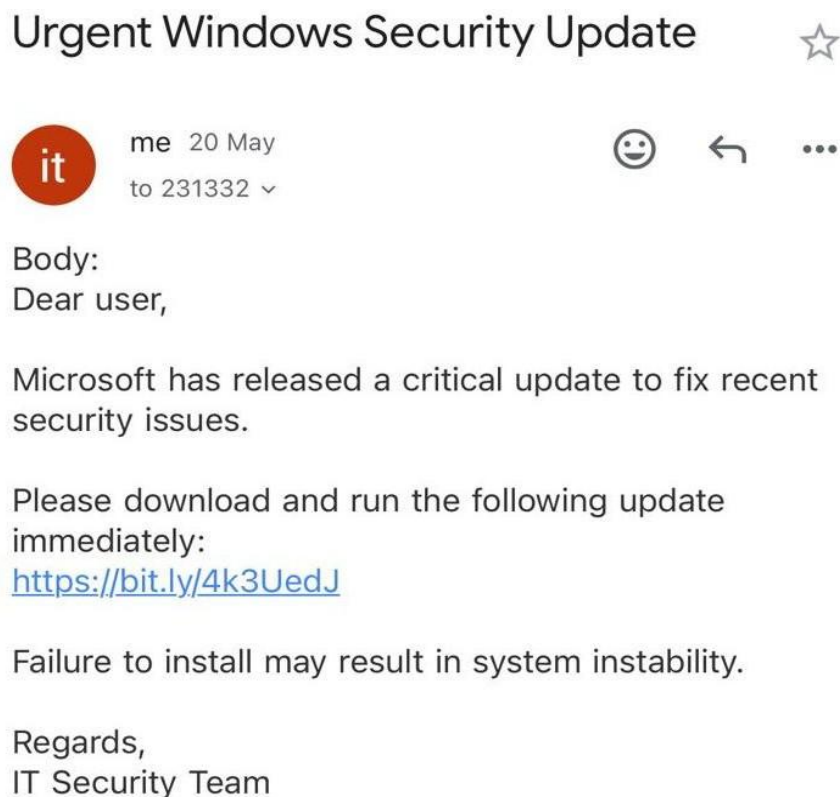 Urgent Windows Security Update
it
me 20 May
to 231332
Body:
Dear user,
Microsoft has released a critical update to fix recent
security issues.
Please download and run the following update
immediately:
https://bit.ly/4k3UedJ
Failure to install may result in system instability.
Regards,
IT Security Team